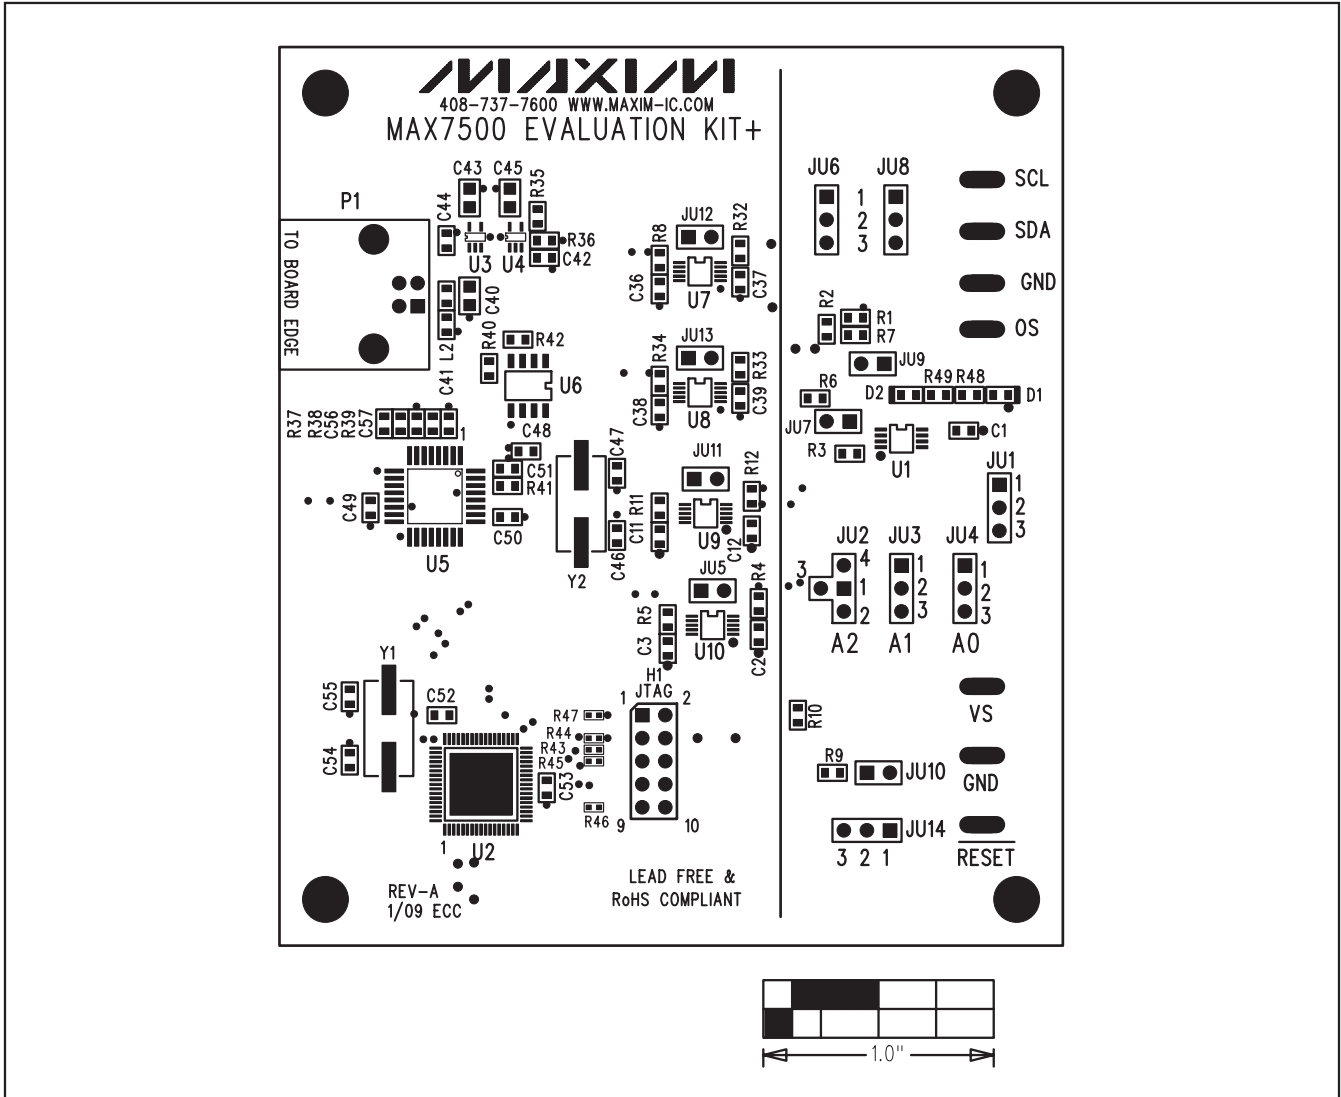 MAXIM
408-737-7600 WWW.MAXIM-IC.COM
MAX7500 EVALUATION KIT+
C43 C45 R35
P1
C44
U3 U4
R36
C42
TO BOARD EDGE
C40
C41 L2
R40
R42
U6
R37
R38
C56
R39
C57
1
C48
C51
R41
C50
C49
U5
C47
C46
Y2
JU12
R8
R32
C36
U7
C37
JU13
R34
R33
C38
U8
C39
JU11
R12
R11
C11
U9
C12
JU5
R4
R5
C3
U10
C2
H1
JTAG
1 2
9 10
Y1
C55
C52
C54
R47
R44
R43
R45
R46
C53
1 U2
REV-A
1/09 ECC
LEAD FREE &
RoHS COMPLIANT
JU6 JU8
1
2
3
SCL
SDA
GND
OS
R2
R1
R7
JU9
R6
D2 R49 R48 D1
JU7
R3
U1
C1
JU1
1
2
3
JU2 JU3 JU4
3 4 1 2
1 2 3
1 2 3
A2 A1 A0
VS
R10
R9
JU10
GND
JU14
3 2 1
RESET
1.0"